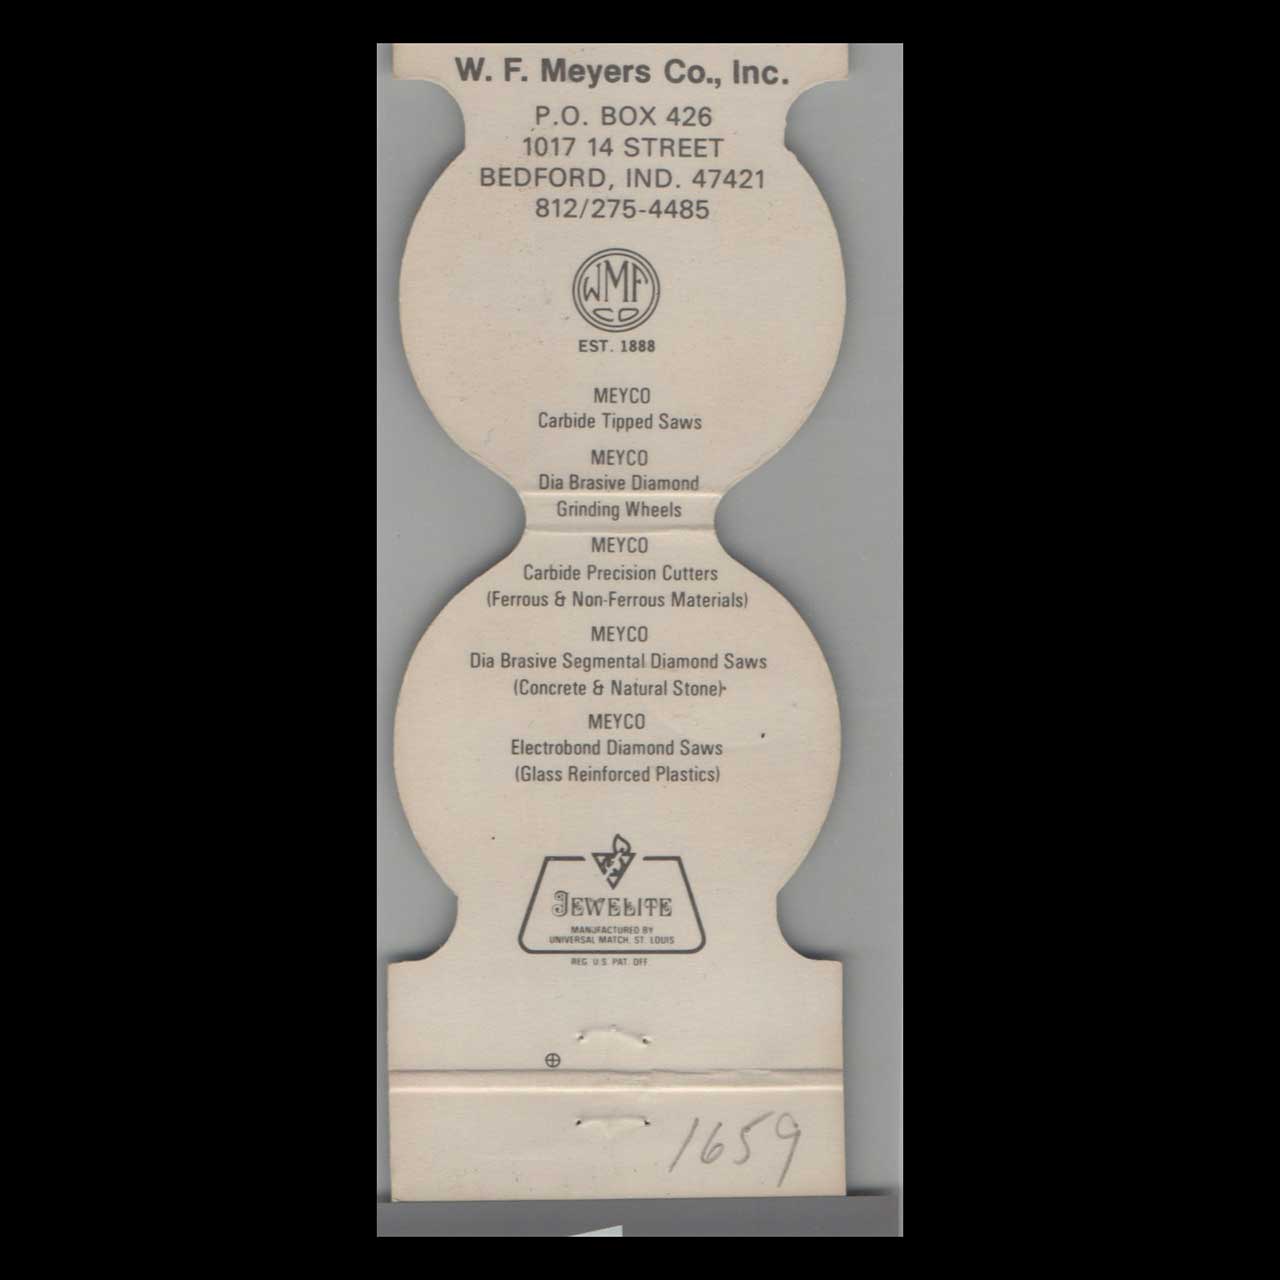 W. F. Meyers Co., Inc.
P.O. BOX 426
1017 14 STREET
BEDFORD, IND. 47421
812/275-4485
WMF
CO
EST. 1888
MEYCO
Carbide Tipped Saws
MEYCO
Dia Brasive Diamond
Grinding Wheels
MEYCO
Carbide Precision Cutters
(Ferrous & Non-Ferrous Materials)
MEYCO
Dia Brasive Segmental Diamond Saws
(Concrete & Natural Stone)
MEYCO
Electrobond Diamond Saws
(Glass Reinforced Plastics)
JEWELITE
MANUFACTURED BY
UNIVERSAL MATCH, ST. LOUIS
REG. U.S. PAT. OFF.
1659